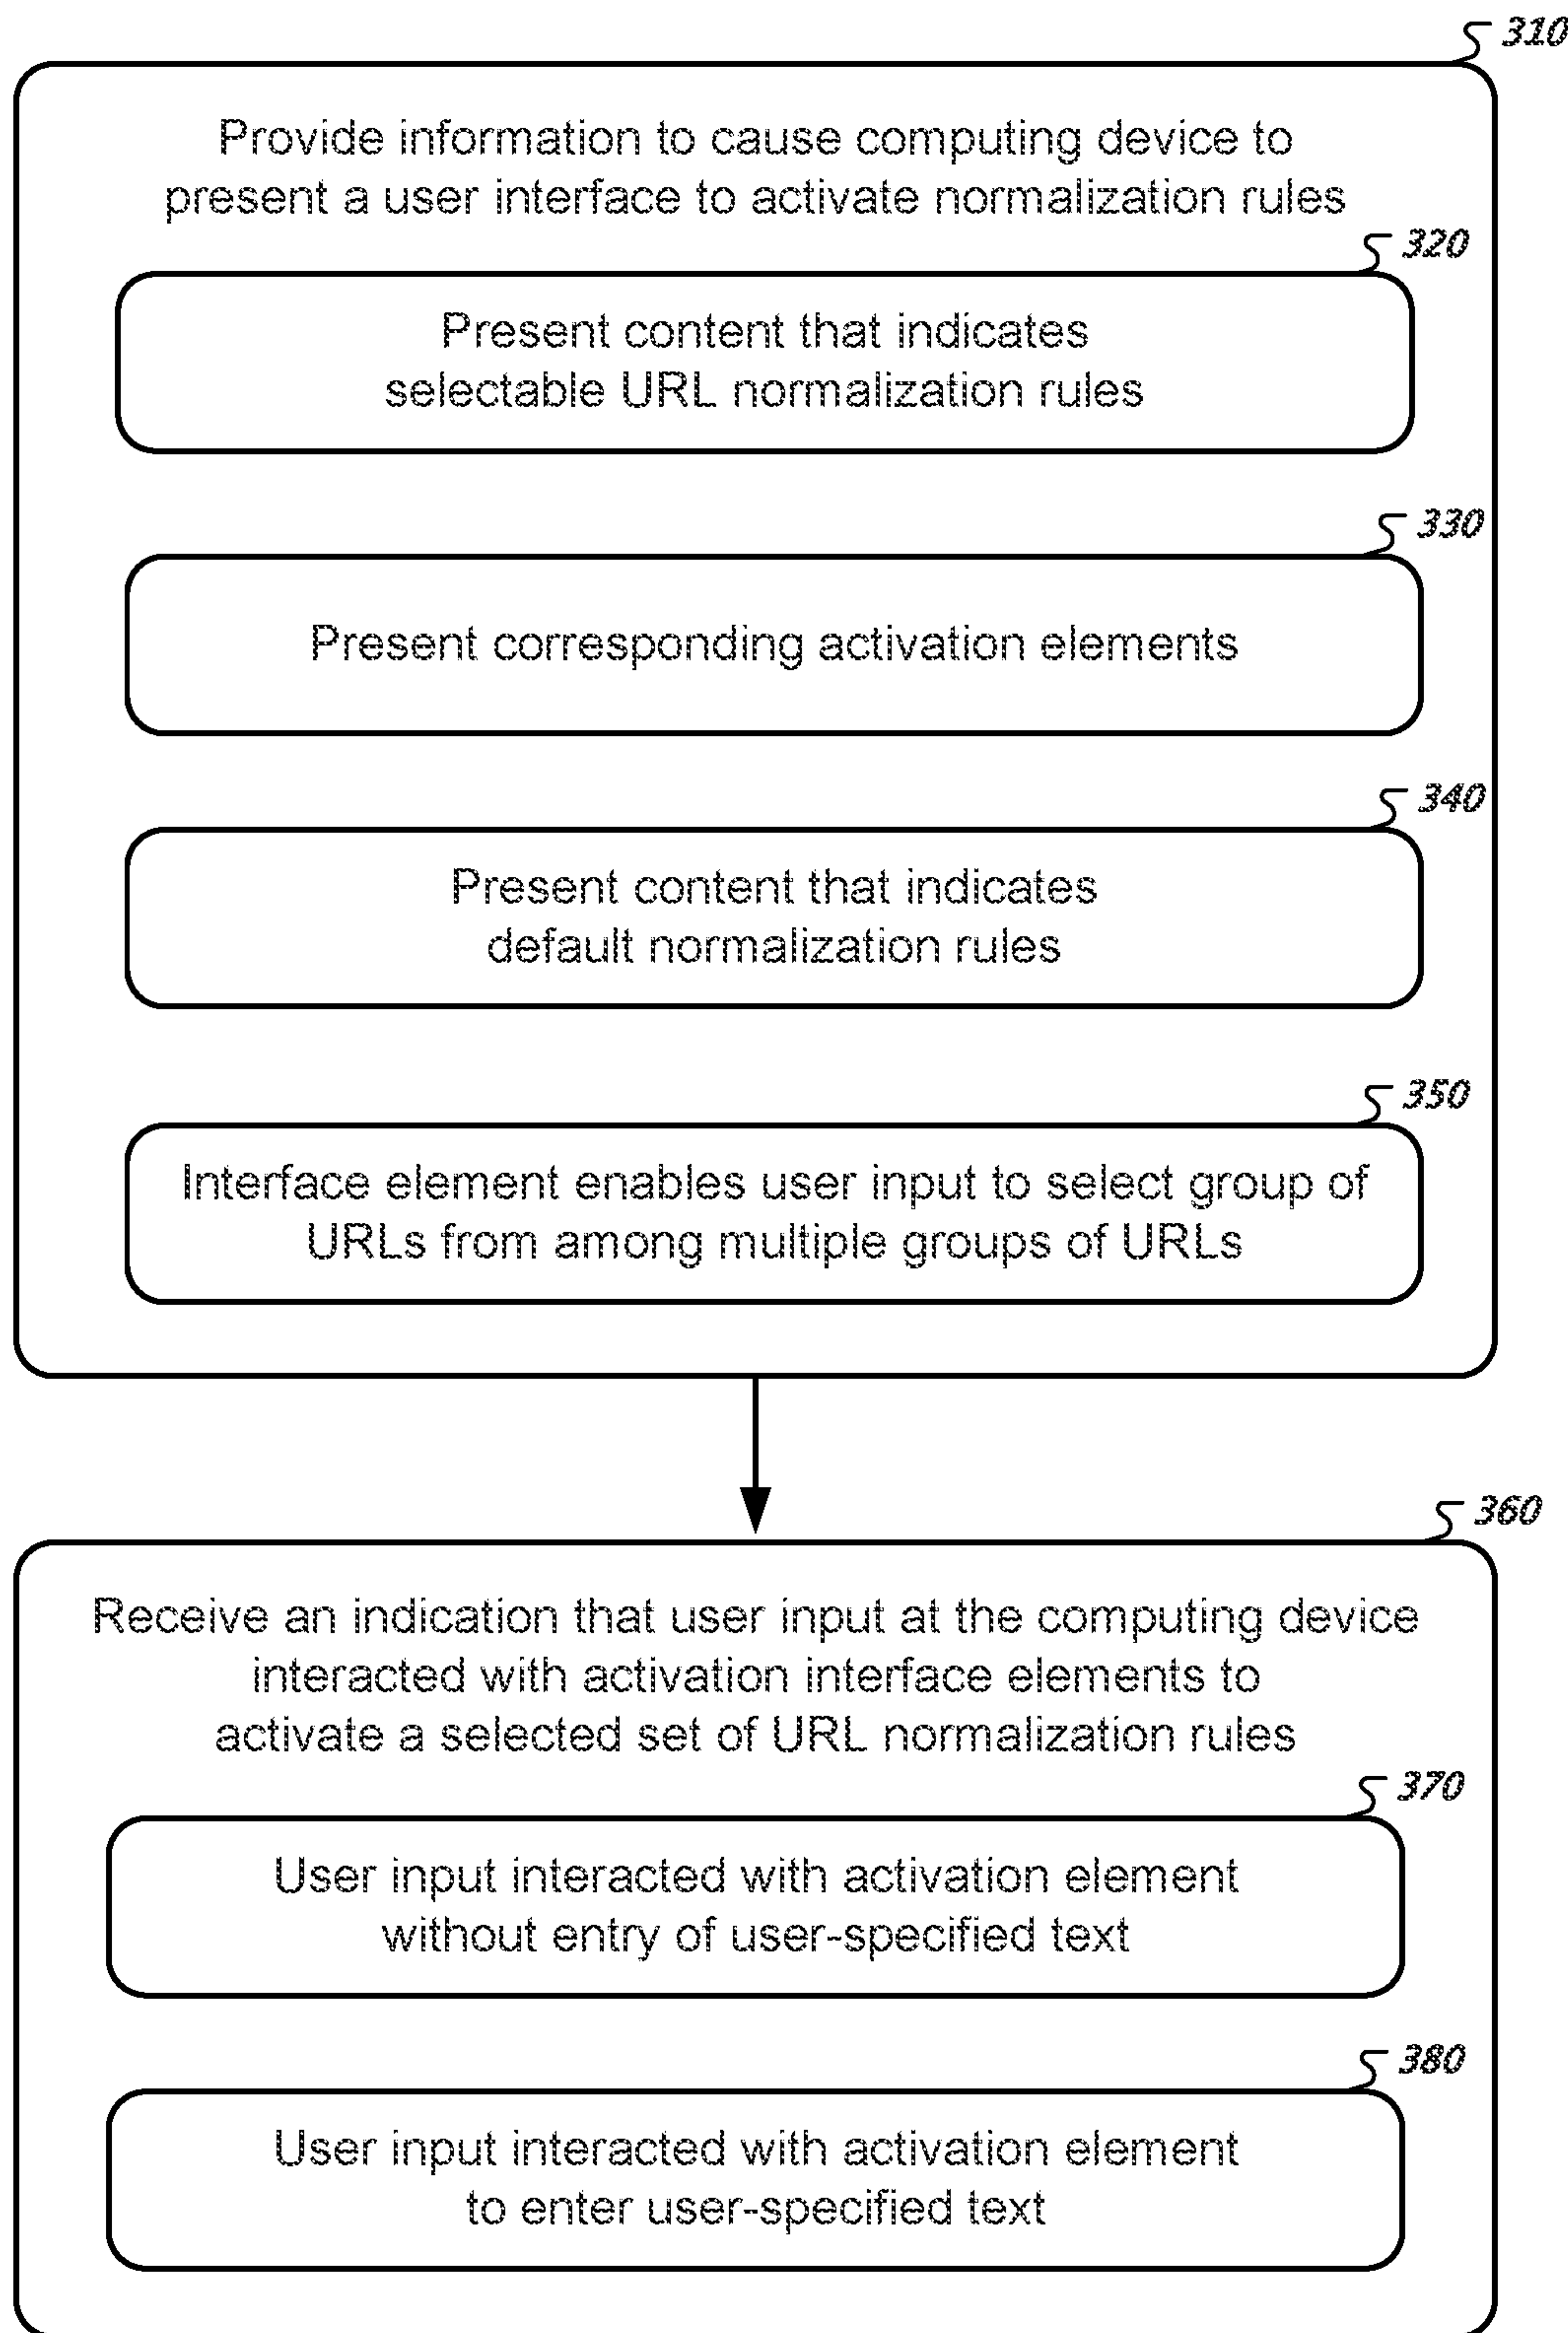 310
Provide information to cause computing device to
present a user interface to activate normalization rules
320
Present content that indicates
selectable URL normalization rules
330
Present corresponding activation elements
340
Present content that indicates
default normalization rules
350
Interface element enables user input to select group of
URLs from among multiple groups of URLs
360
Receive an indication that user input at the computing device
interacted with activation interface elements to
activate a selected set of URL normalization rules
370
User input interacted with activation element
without entry of user-specified text
380
User input interacted with activation element
to enter user-specified text